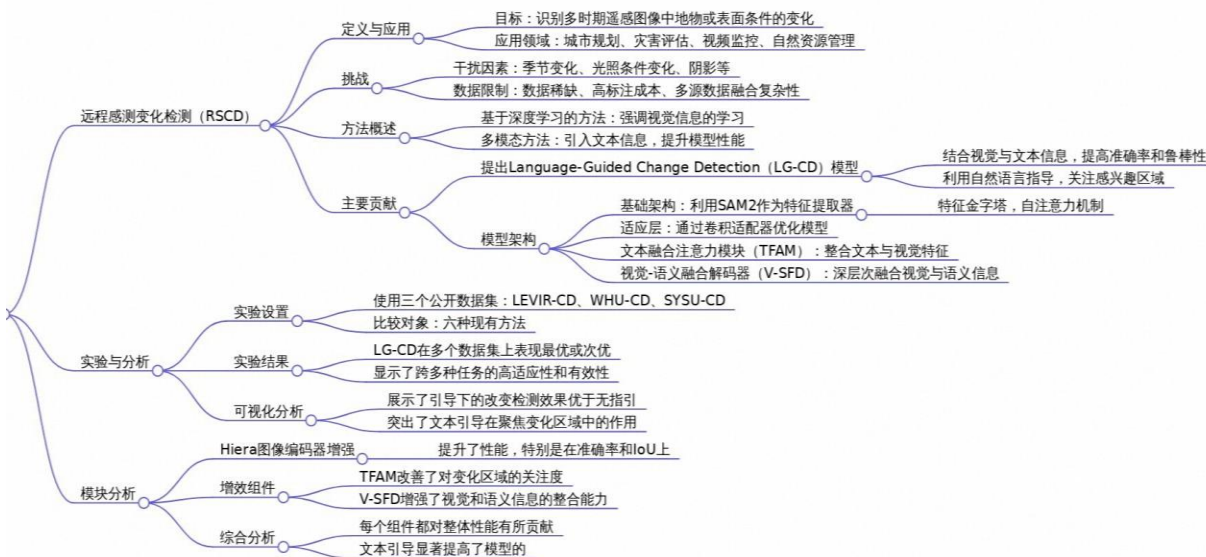 远程感测变化检测（RSCD）
定义与应用
目标：识别多时期遥感图像中地物或表面条件的变化
应用领域：城市规划、灾害评估、视频监控、自然资源管理
挑战
干扰因素：季节变化、光照条件变化、阴影等
数据限制：数据稀缺、高标注成本、多源数据融合复杂性
方法概述
基于深度学习的方法：强调视觉信息的学习
多模态方法：引入文本信息，提升模型性能
主要贡献
提出Language-Guided Change Detection（LG-CD）模型
结合视觉与文本信息，提高准确率和鲁棒性
利用自然语言指导，关注感兴趣区域
模型架构
基础架构：利用SAM2作为特征提取器
特征金字塔，自注意力机制
适应层：通过卷积适配器优化模型
文本融合注意力模块（TFAM）：整合文本与视觉特征
视觉-语义融合解码器（V-SFD）：深层次融合视觉与语义信息
实验与分析
实验设置
使用三个公开数据集：LEVIR-CD、WHU-CD、SYSU-CD
比较对象：六种现有方法
实验结果
LG-CD在多个数据集上表现最优或次优
显示了跨多种任务的高适应性和有效性
可视化分析
展示了引导下的改变检测效果优于无指引
突出了文本引导在聚焦变化区域中的作用
模块分析
Hiera图像编码器增强
提升了性能，特别是在准确率和IoU上
增效组件
TFAM改善了对变化区域的关注度
V-SFD增强了视觉和语义信息的整合能力
综合分析
每个组件都对整体性能有所贡献
文本引导显著提高了模型的